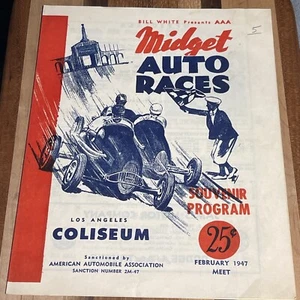 BILL WHITE Presents AAA
Midget
AUTO
RACES
SOUVENIR
PROGRAM
25¢
LOS ANGELES
COLISEUM
Sanctioned by
AMERICAN AUTOMOBILE ASSOCIATION
SANCTION NUMBER 2M-47
FEBRUARY 1947
MEET